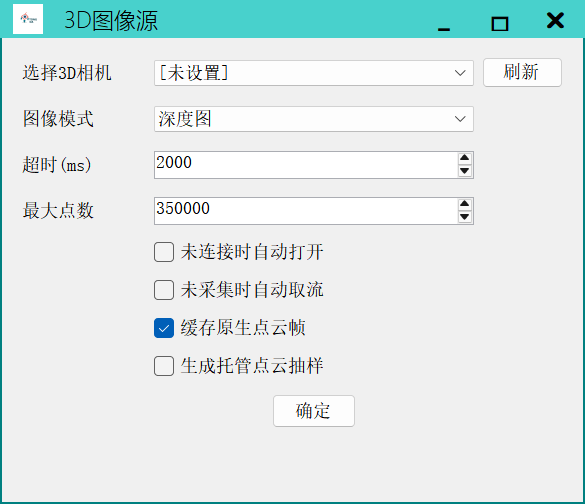 3D图像源
选择3D相机 [未设置] 刷新
图像模式 深度图
超时(ms) 2000
最大点数 350000
未连接时自动打开
未采集时自动取流
缓存原生点云帧
生成托管点云抽样
确定